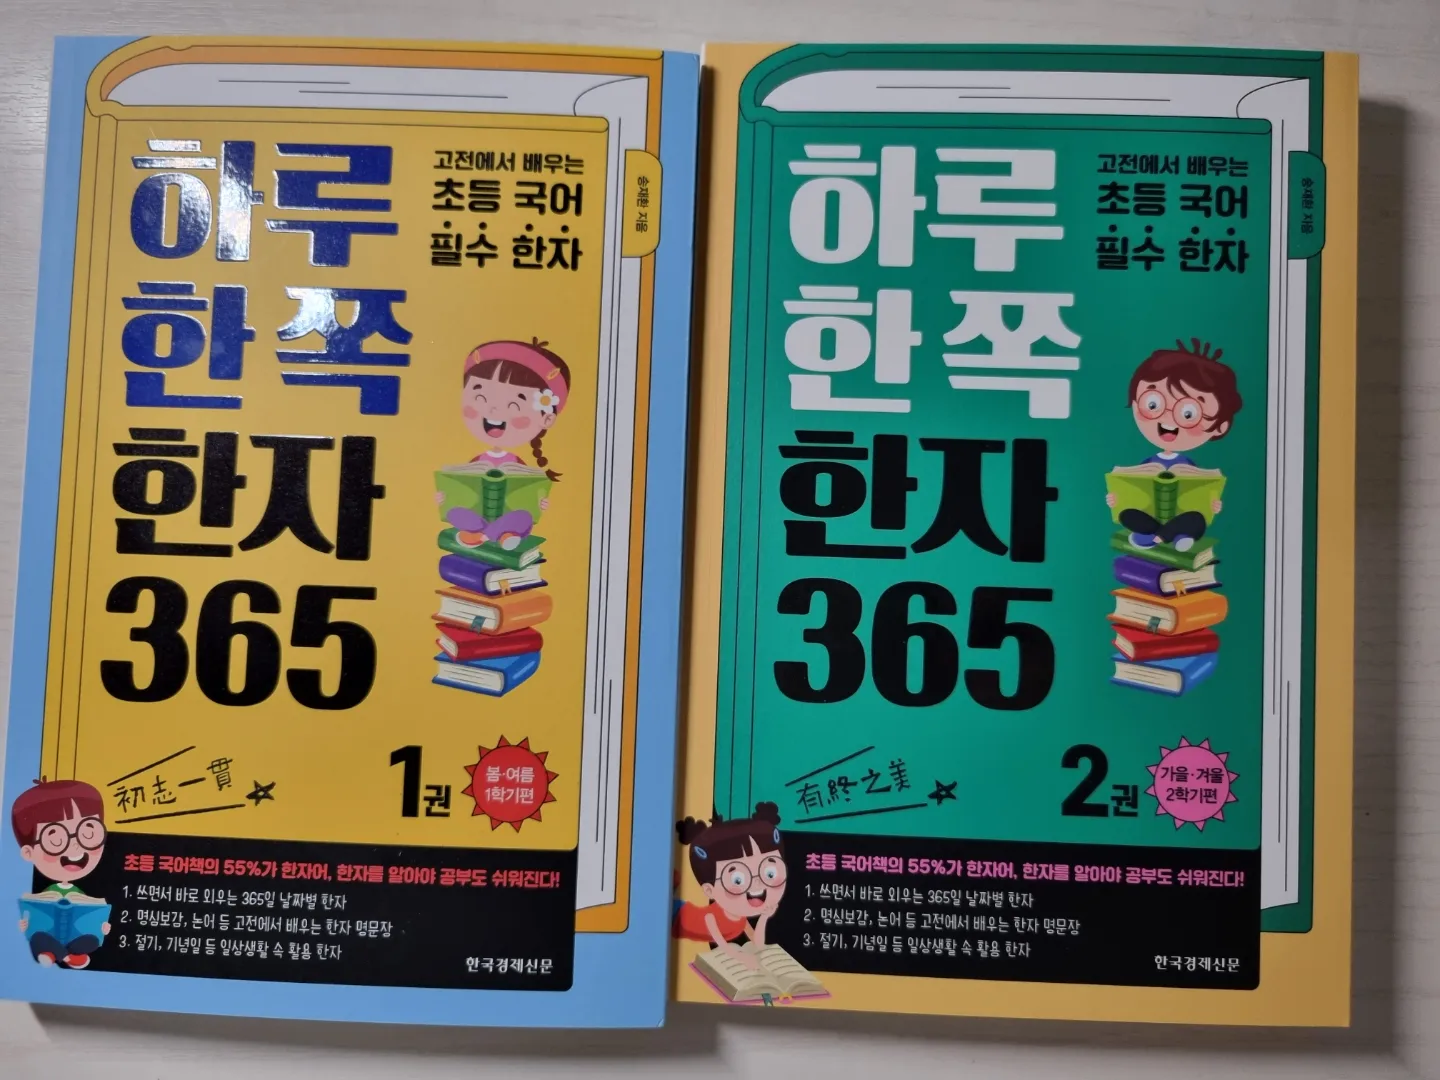 고전에서 배우는
초등 국어
필수 한자
송재환 지음
하루
한 쪽
한자
365
初志一貫
1권
봄·여름
1학기편
초등 국어책의 55%가 한자어, 한자를 알아야 공부도 쉬워진다!
1. 쓰면서 바로 외우는 365일 날짜별 한자
2. 명심보감, 논어 등 고전에서 배우는 한자 명문장
3. 절기, 기념일 등 일상생활 속 활용 한자
한국경제신문
고전에서 배우는
초등 국어
필수 한자
송재환 지음
하루
한 쪽
한자
365
有終之美
2권
가을·겨울
2학기편
초등 국어책의 55%가 한자어, 한자를 알아야 공부도 쉬워진다!
1. 쓰면서 바로 외우는 365일 날짜별 한자
2. 명심보감, 논어 등 고전에서 배우는 한자 명문장
3. 절기, 기념일 등 일상생활 속 활용 한자
한국경제신문